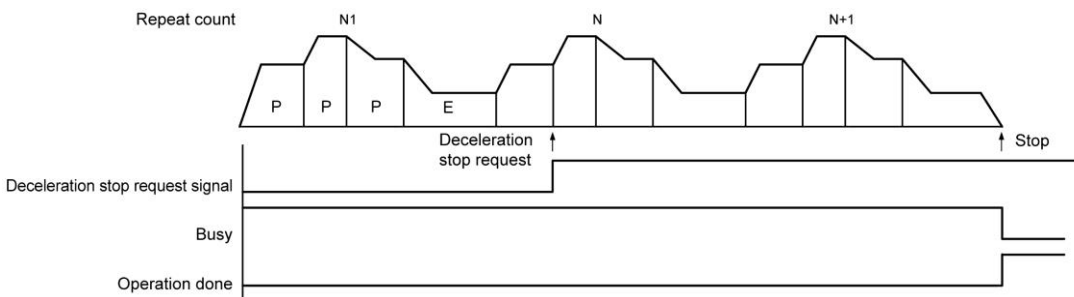 Repeat count N1 N N+1
P P P E
Deceleration
stop request
Stop
Deceleration stop request signal
Busy
Operation done